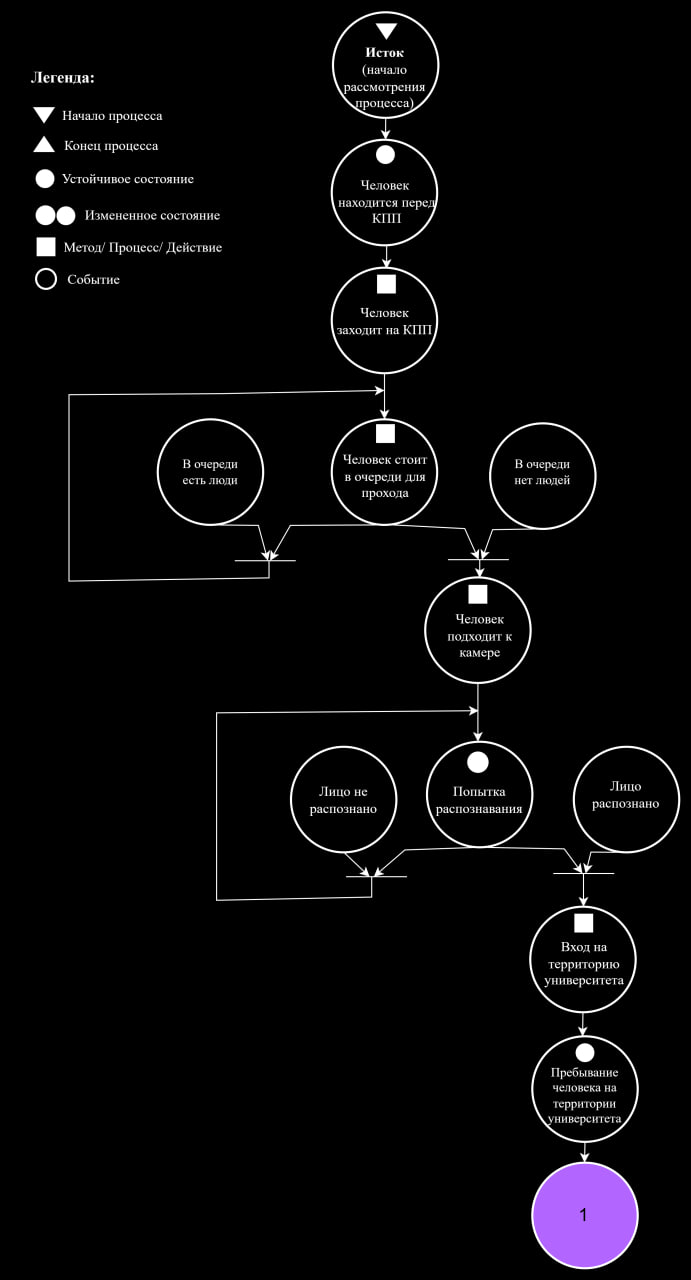 Исток
(начало
рассмотрения
процесса)
Легенда:
Начало процесса
Конец процесса
Устойчивое состояние
Измененное состояние
Метод/ Процесс/ Действие
Событие
Человек
находится перед
КПП
Человек
заходит на КПП
В очереди
есть люди
Человек стоит
в очереди для
прохода
В очереди
нет людей
Человек
подходит к
камере
Лицо не
распознано
Попытка
распознавания
Лицо
распознано
Вход на
территорию
университета
Пребывание
человека на
территории
университета
1